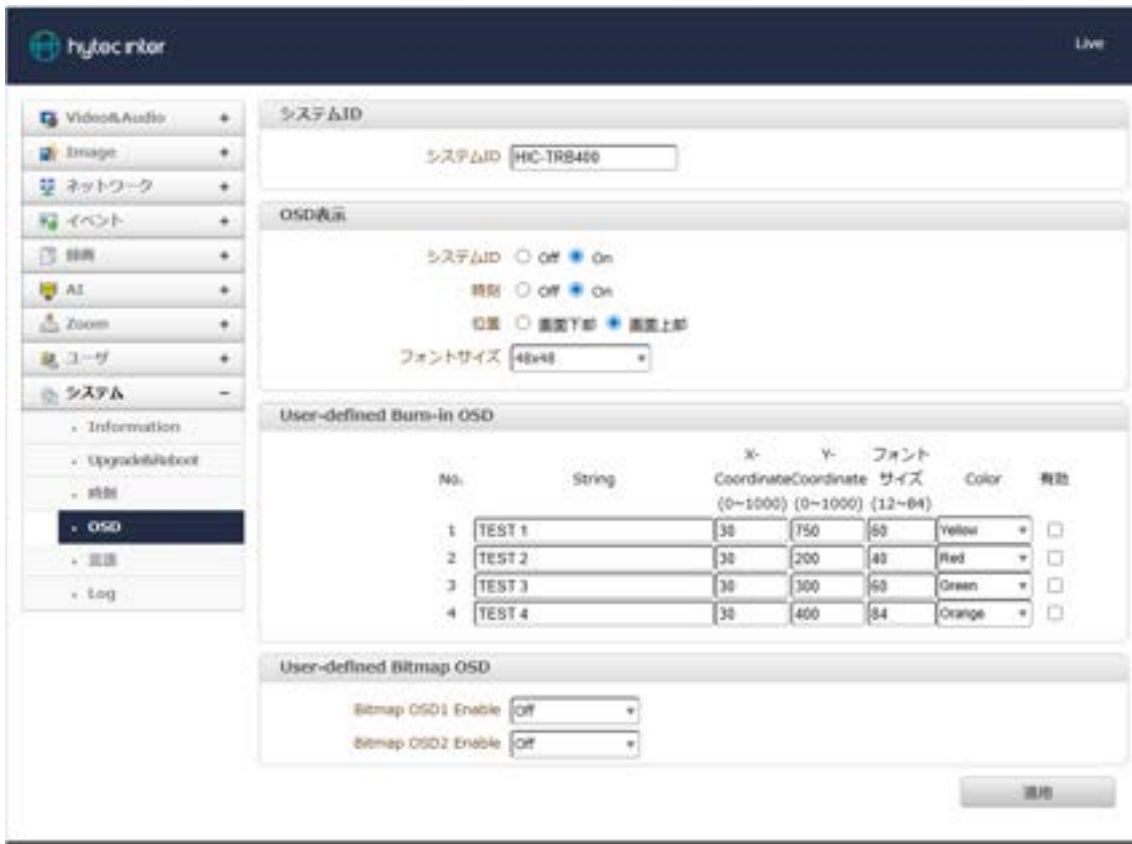 hytec inter
Live
Video&Audio +
Image +
ネットワーク +
イベント +
録画 +
AI +
Zoom +
ユーザ +
システム −
Information
Upgrade&Reboot
時刻
OSD
言語
Log
システムID
システムID HIC-TRB400
OSD表示
システムID Off On
時刻 Off On
位置 画面下部 画面上部
フォントサイズ 48x48
User-defined Burn-in OSD
No. String X-Coordinate (0~1000) Y-Coordinate (0~1000) フォントサイズ (12~84) Color 有効
1 TEST 1 30 750 60 Yellow
2 TEST 2 30 200 40 Red
3 TEST 3 30 300 60 Green
4 TEST 4 30 400 84 Orange
User-defined Bitmap OSD
Bitmap OSD1 Enable Off
Bitmap OSD2 Enable Off
適用